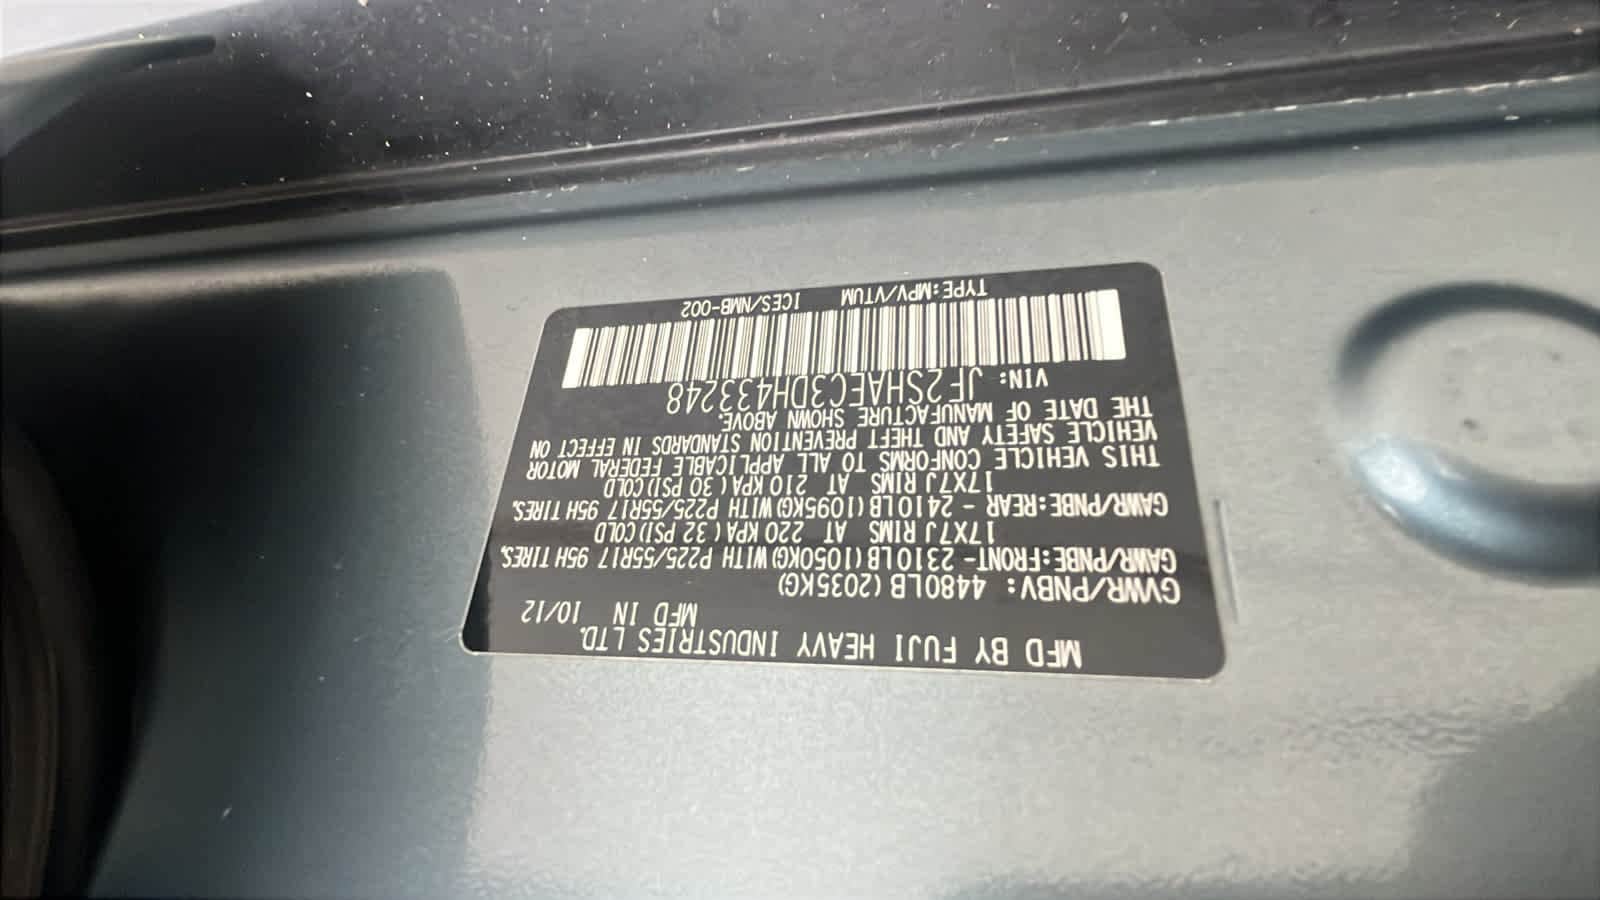 MFD BY FUJI HEAVY INDUSTRIES LTD.
MFD IN 10/12
GVWR/PNBV: 4480LB(2035KG)
GAWR/PNBE:FRONT- 2310LB(1050KG)WITH P225/55R17 95H TIRES,
17X7J RIMS AT 220 KPA( 32 PSI)COLD
GAWR/PNBE:REAR - 2410LB(1095KG)WITH P225/55R17 95H TIRES,
17X7J RIMS AT 210 KPA( 30 PSI)COLD
THIS VEHICLE CONFORMS TO ALL APPLICABLE FEDERAL MOTOR
VEHICLE SAFETY AND THEFT PREVENTION STANDARDS IN EFFECT ON
THE DATE OF MANUFACTURE SHOWN ABOVE.
VIN: JF2SHAEC3DH433248
TYPE:MPV/VTUM ICES/NMB-002